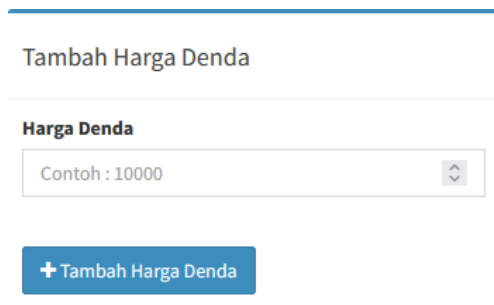 Tambah Harga Denda
Harga Denda
Contoh : 10000
+ Tambah Harga Denda